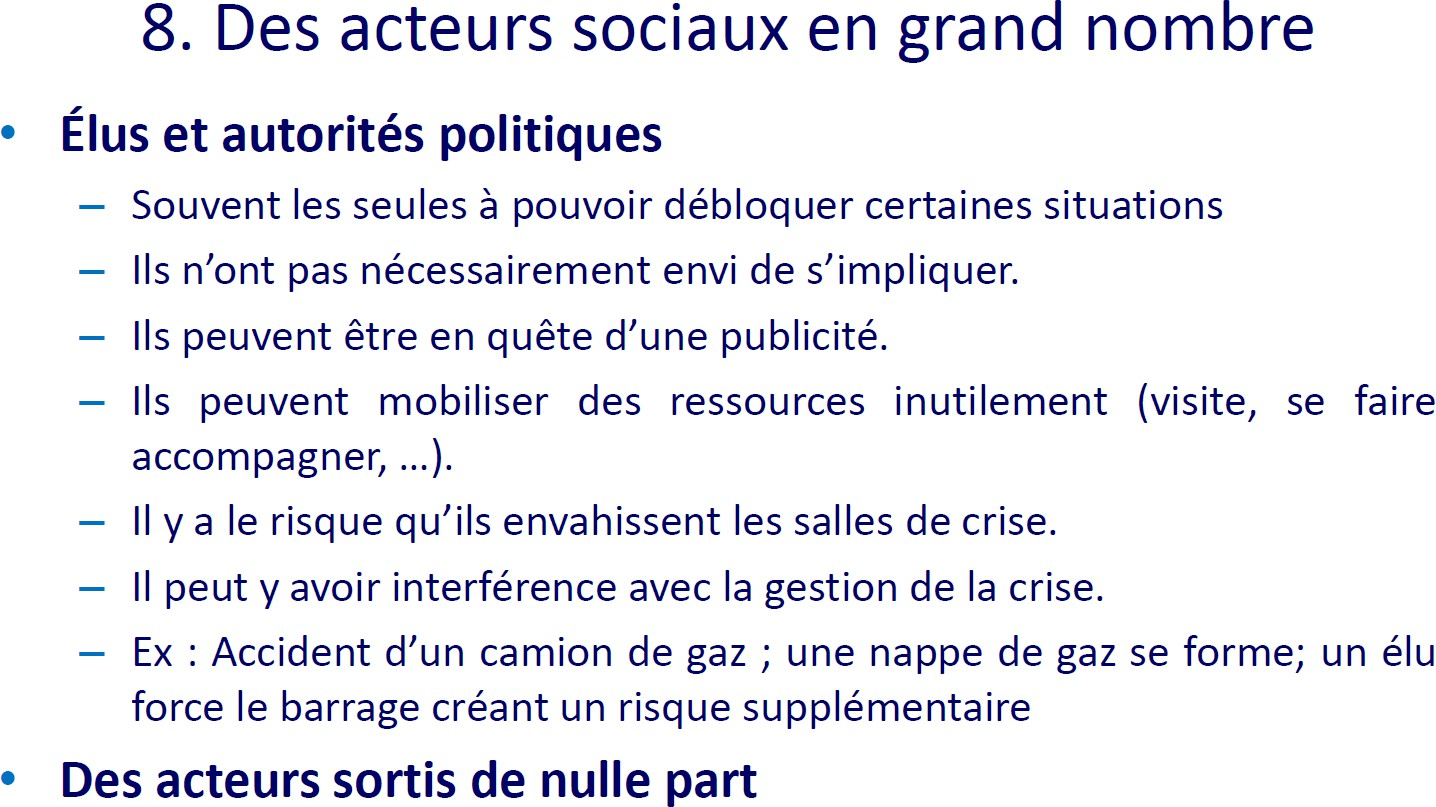 8. Des acteurs sociaux en grand nombre
• Élus et autorités politiques
– Souvent les seules à pouvoir débloquer certaines situations
– Ils n’ont pas nécessairement envi de s’impliquer.
– Ils peuvent être en quête d’une publicité.
– Ils peuvent mobiliser des ressources inutilement (visite, se faire
accompagner, …).
– Il y a le risque qu’ils envahissent les salles de crise.
– Il peut y avoir interférence avec la gestion de la crise.
– Ex : Accident d’un camion de gaz ; une nappe de gaz se forme; un élu
force le barrage créant un risque supplémentaire
• Des acteurs sortis de nulle part